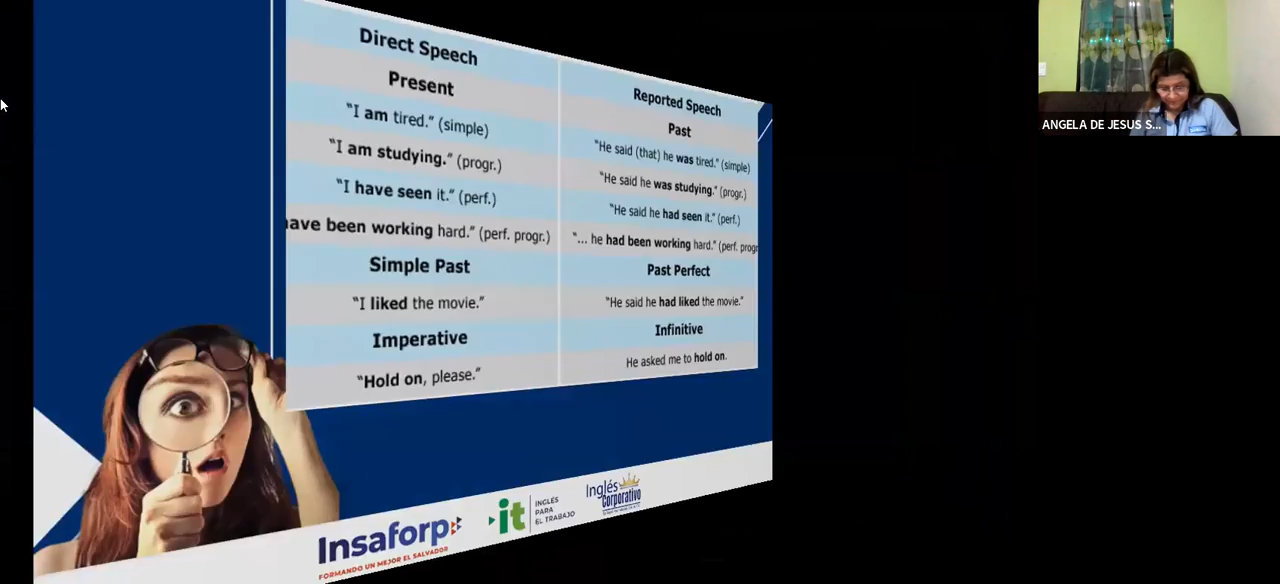 Direct Speech
Present
"I am tired." (simple)
"I am studying." (progr.)
"I have seen it." (perf.)
have been working hard." (perf. progr.)
Simple Past
"I liked the movie."
Imperative
"Hold on, please."
Reported Speech
Past
"He said (that) he was tired." (simple)
"He said he was studying." (progr.)
"He said he had seen it." (perf.)
"... he had been working hard." (perf. progr
Past Perfect
"He said he had liked the movie."
Infinitive
He asked me to hold on.
Insaforp
FORMANDO UN MEJOR EL SALVADOR
it
INGLÉS
PARA
EL TRABAJO
Inglés
Corporativo
ANGELA DE JESUS S...